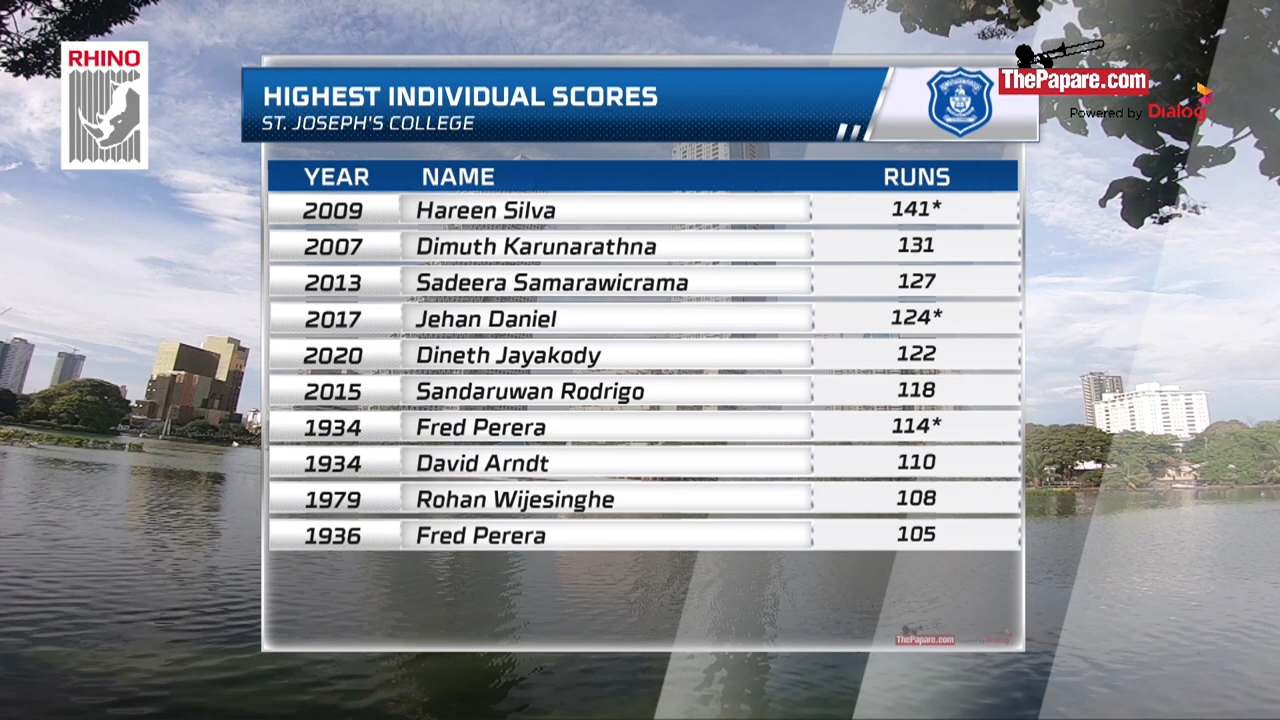 RHINO
HIGHEST INDIVIDUAL SCORES
ST. JOSEPH'S COLLEGE
ThePapare.com
Powered by Dialog
YEAR NAME RUNS
2009 Hareen Silva 141*
2007 Dimuth Karunarathna 131
2013 Sadeera Samarawicrama 127
2017 Jehan Daniel 124*
2020 Dineth Jayakody 122
2015 Sandaruwan Rodrigo 118
1934 Fred Perera 114*
1934 David Arndt 110
1979 Rohan Wijesinghe 108
1936 Fred Perera 105
ThePapare.com